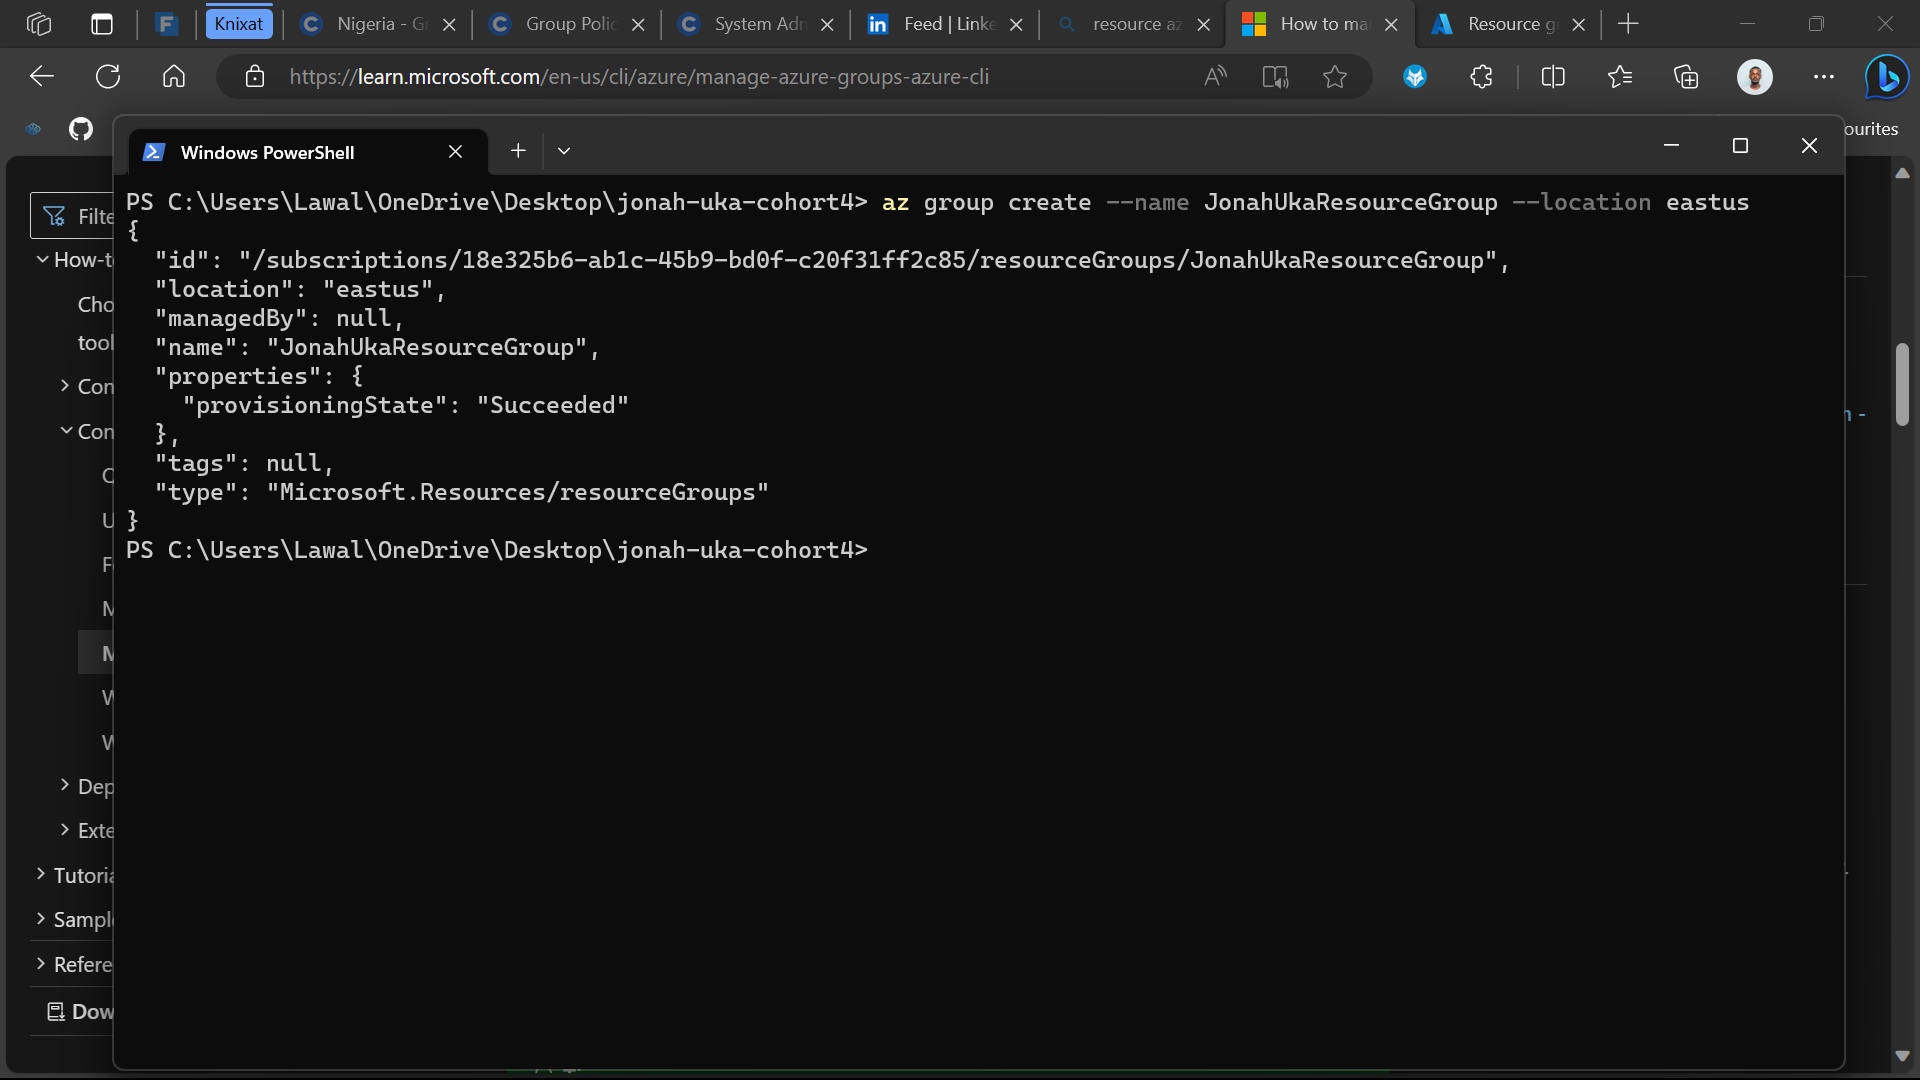 Knixat
Nigeria - Gr
Group Polic
System Adn
Feed | Linke
resource az
How to ma
Resource g
https://learn.microsoft.com/en-us/cli/azure/manage-azure-groups-azure-cli
ourites
Windows PowerShell
PS C:\Users\Lawal\OneDrive\Desktop\jonah-uka-cohort4> az group create --name JonahUkaResourceGroup --location eastus
{
"id": "/subscriptions/18e325b6-ab1c-45b9-bd0f-c20f31ff2c85/resourceGroups/JonahUkaResourceGroup",
"location": "eastus",
"managedBy": null,
"name": "JonahUkaResourceGroup",
"properties": {
"provisioningState": "Succeeded"
},
"tags": null,
"type": "Microsoft.Resources/resourceGroups"
}
PS C:\Users\Lawal\OneDrive\Desktop\jonah-uka-cohort4>
Filte
How-t
Cho
tool
Con
Con
Q
U
F
M
M
W
W
Dep
Exte
Tutoria
Sample
Refere
Dow